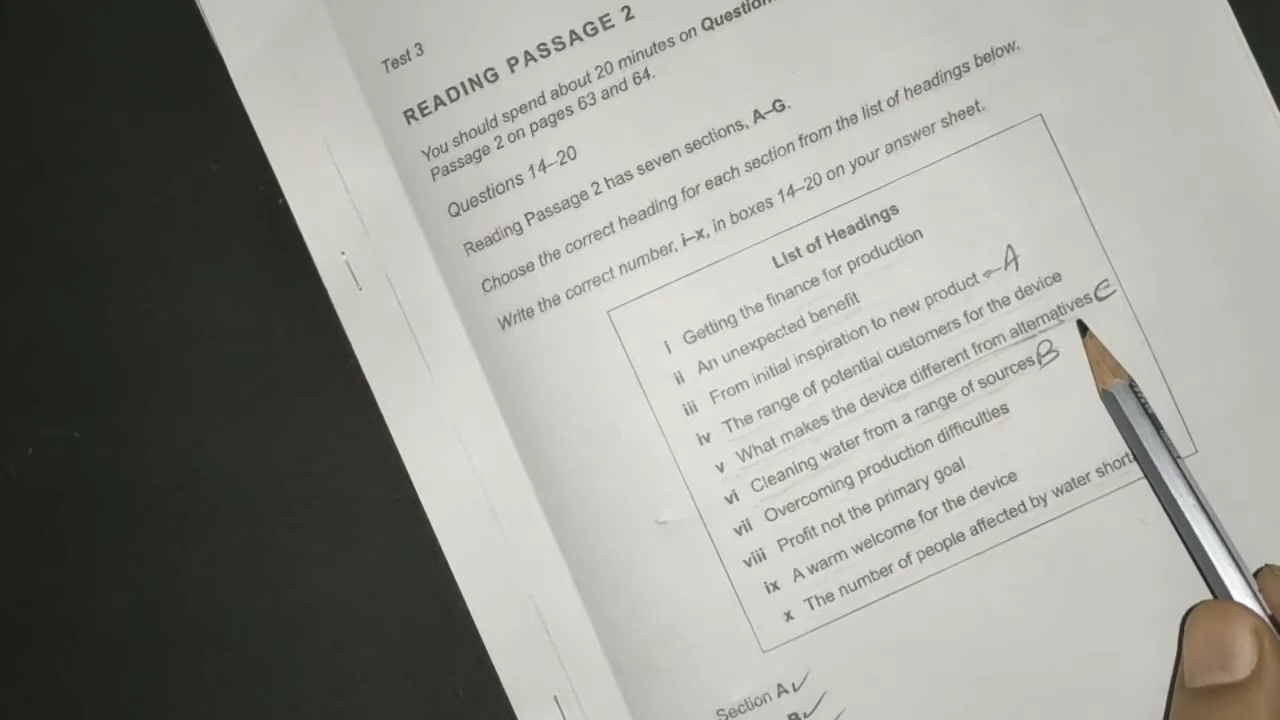 Test 3
READING PASSAGE 2
You should spend about 20 minutes on
Passage 2 on pages 63 and 64.
Questions 14–20
Reading Passage 2 has seven sections, A–G.
Choose the correct heading for each section from the list of headings below.
Write the correct number, i–x, in boxes 14–20 on your answer sheet.
List of Headings
i Getting the finance for production
ii An unexpected benefit
iii From initial inspiration to new product – A
iv The range of potential customers for the device
v What makes the device different from alternatives C
vi Cleaning water from a range of sources B
vii Overcoming production difficulties
viii Profit not the primary goal
ix A warm welcome for the device
x The number of people affected by water
Section A ✓
B ✓